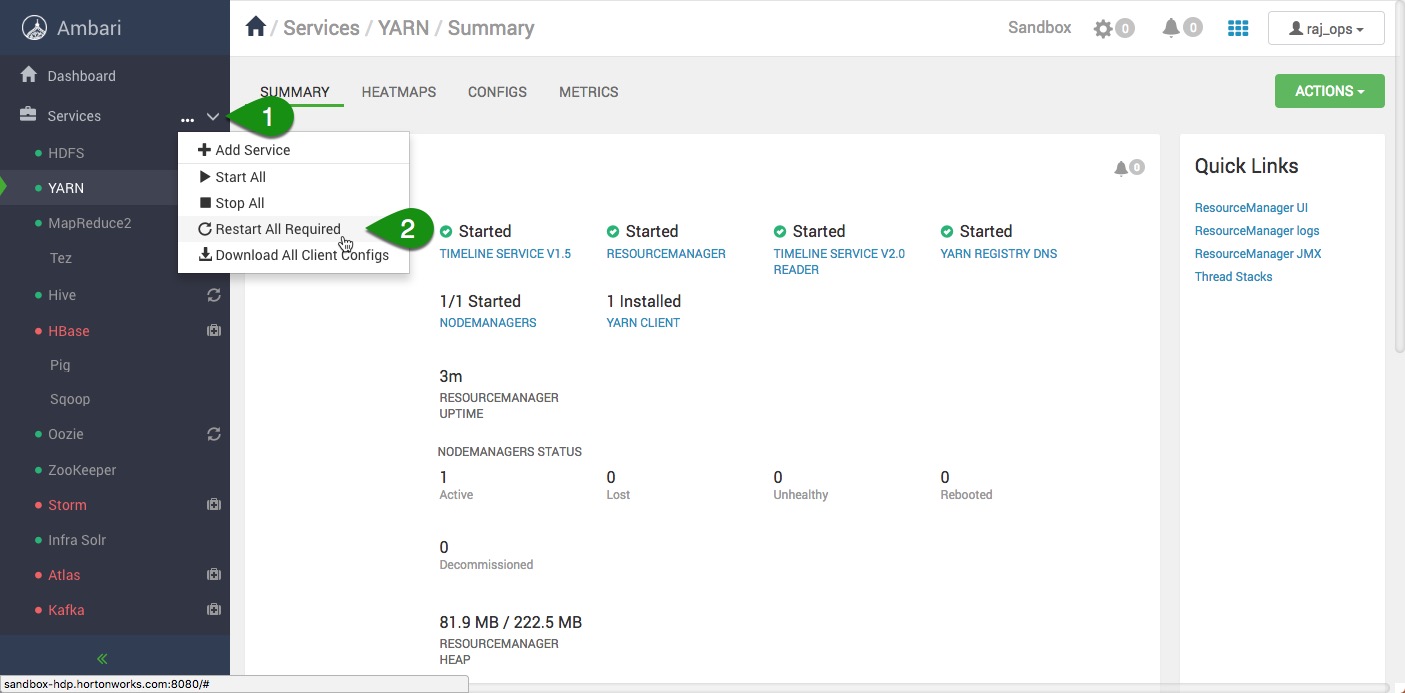 Ambari
/ Services / YARN / Summary
Sandbox
0
0
raj_ops
Dashboard
Services
...
HDFS
YARN
MapReduce2
Tez
Hive
HBase
Pig
Sqoop
Oozie
ZooKeeper
Storm
Infra Solr
Atlas
Kafka
«
SUMMARY HEATMAPS CONFIGS METRICS
ACTIONS
1
Add Service
Start All
Stop All
Restart All Required
Download All Client Configs
2
0
Started
TIMELINE SERVICE V1.5
Started
RESOURCEMANAGER
Started
TIMELINE SERVICE V2.0
READER
Started
YARN REGISTRY DNS
1/1 Started
NODEMANAGERS
1 Installed
YARN CLIENT
3m
RESOURCEMANAGER
UPTIME
NODEMANAGERS STATUS
1
Active
0
Lost
0
Unhealthy
0
Rebooted
0
Decommissioned
81.9 MB / 222.5 MB
RESOURCEMANAGER
HEAP
Quick Links
ResourceManager UI
ResourceManager logs
ResourceManager JMX
Thread Stacks
sandbox-hdp.hortonworks.com:8080/#